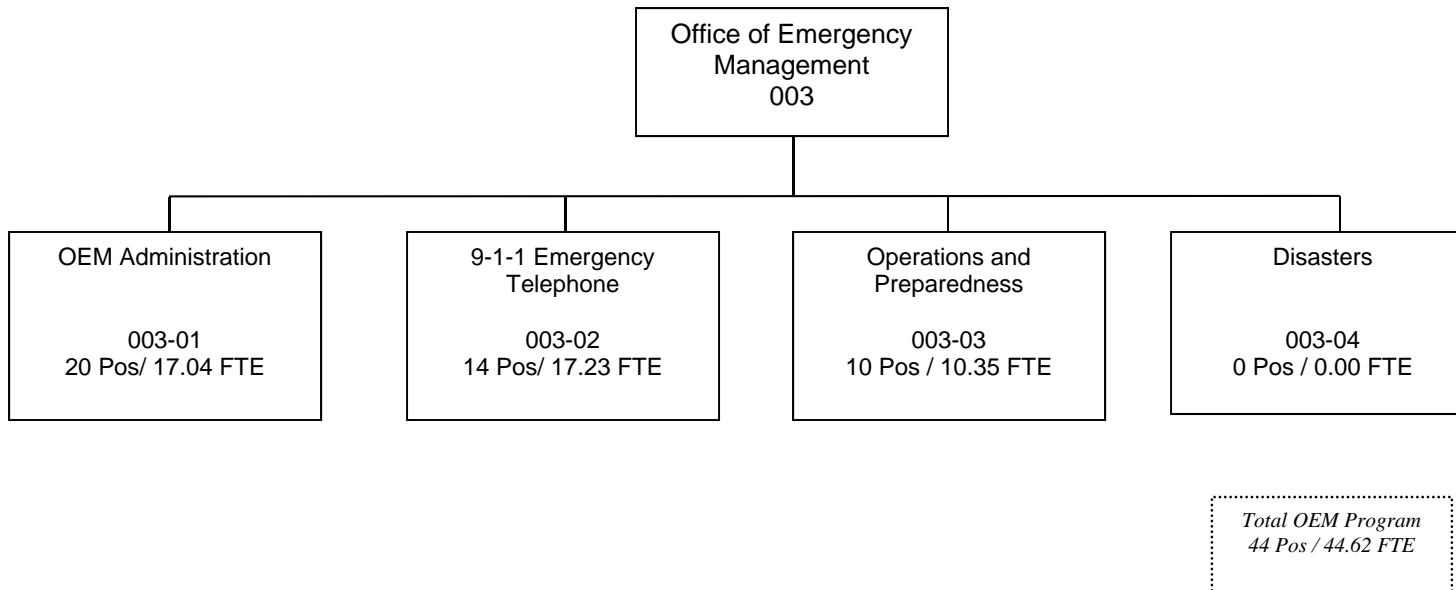 Office of Emergency
Management
003
OEM Administration
003-01
20 Pos/ 17.04 FTE
9-1-1 Emergency
Telephone
003-02
14 Pos/ 17.23 FTE
Operations and
Preparedness
003-03
10 Pos / 10.35 FTE
Disasters
003-04
0 Pos / 0.00 FTE
Total OEM Program
44 Pos / 44.62 FTE